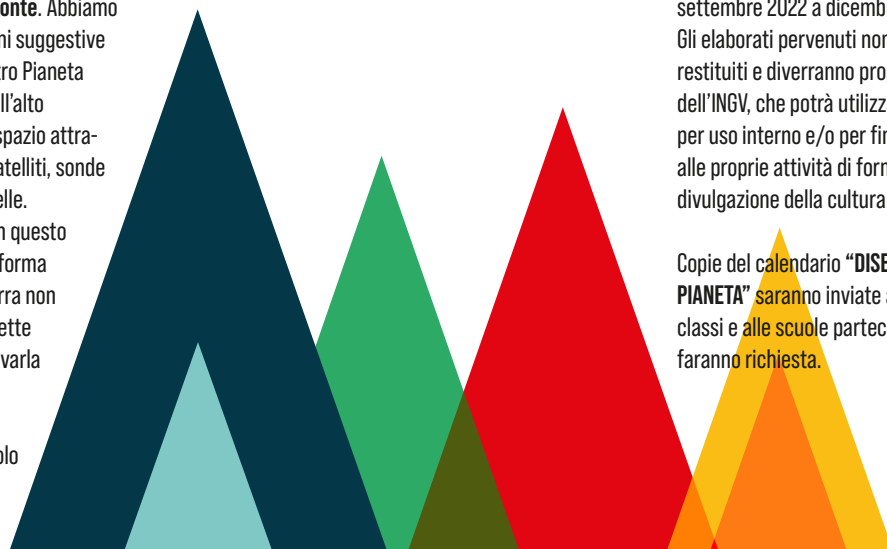 onte. Abbiamo
ni suggestive
tro Pianeta
ll'alto
spazio attra-
atelliti, sonde
elle.
n questo
forma
rra non
ette
varla
olo
settembre 2022 a dicemb
Gli elaborati pervenuti non
restituiti e diverranno pro
dell'INGV, che potrà utilizz
per uso interno e/o per fin
alle proprie attività di form
divulgazione della cultura
Copie del calendario “DISE
PIANETA” saranno inviate a
classi e alle scuole partec
faranno richiesta.